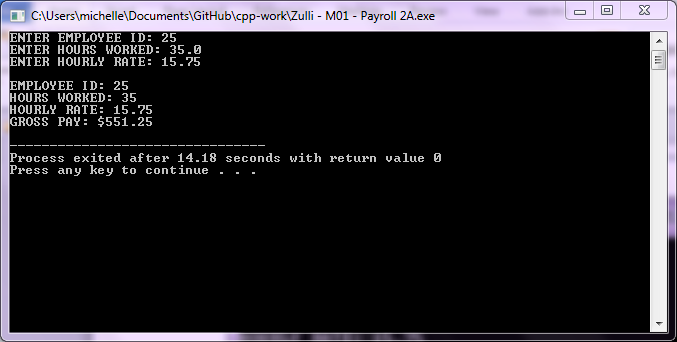 C:\Users\michelle\Documents\GitHub\cpp-work\Zulli - M01 - Payroll 2A.exe
ENTER EMPLOYEE ID: 25
ENTER HOURS WORKED: 35.0
ENTER HOURLY RATE: 15.75
EMPLOYEE ID: 25
HOURS WORKED: 35
HOURLY RATE: 15.75
GROSS PAY: $551.25
--------------------------------
Process exited after 14.18 seconds with return value 0
Press any key to continue . . .